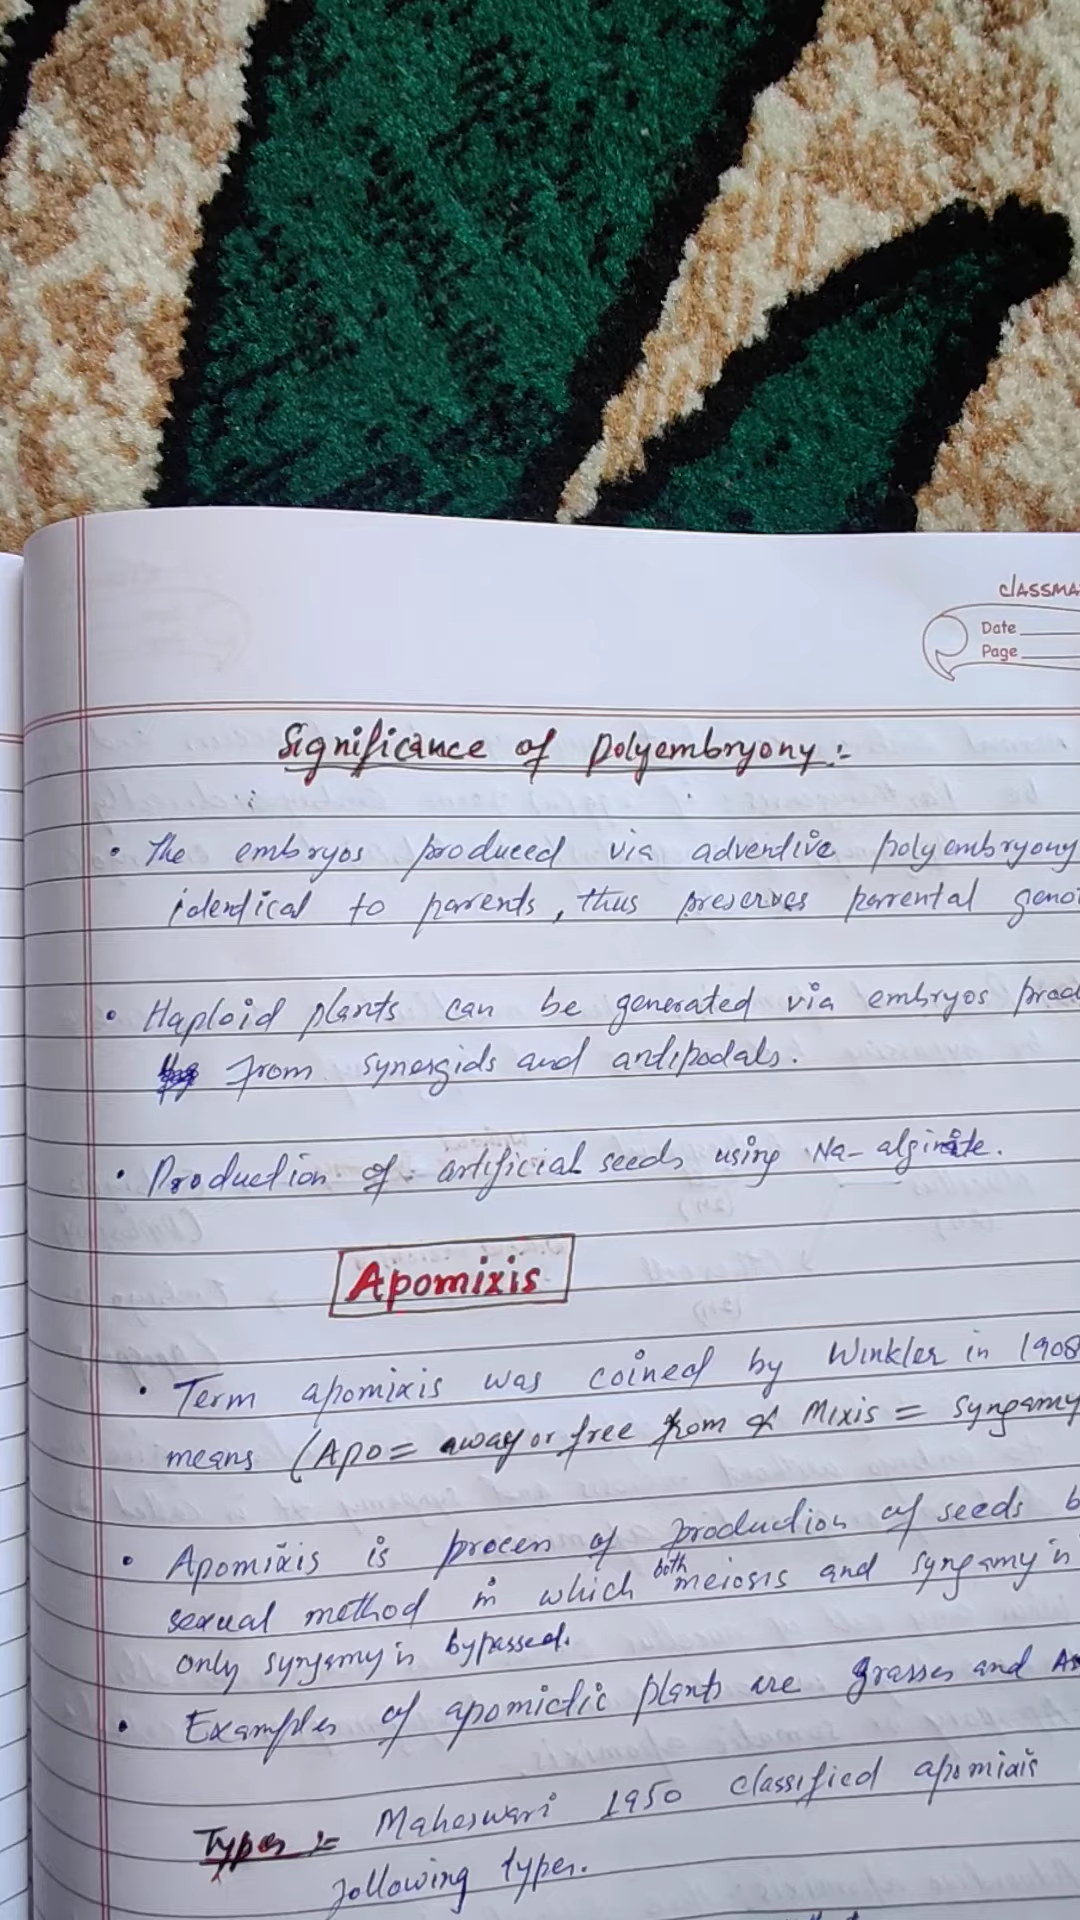 CLASSMA
Date
Page
Significance of Polyembryony :-
• The embryos produced via adventive polyembryony
identical to parents, thus preserves parental geno
• Haploid plants can be generated via embryos prod
from synergids and antipodals.
• Production of artificial seeds using Na- alginate.
Apomixis
• Term apomixis was coined by Winkler in 1908
means (Apo = away or free from & Mixis = syngamy
• Apomixis is process of production of seeds b
sexual method in which both meiosis and syngamy is
only syngamy is bypassed.
• Examples of apomictic plants are grasses and As
Types :- Maheswari 1950 classified apomixis
following types.